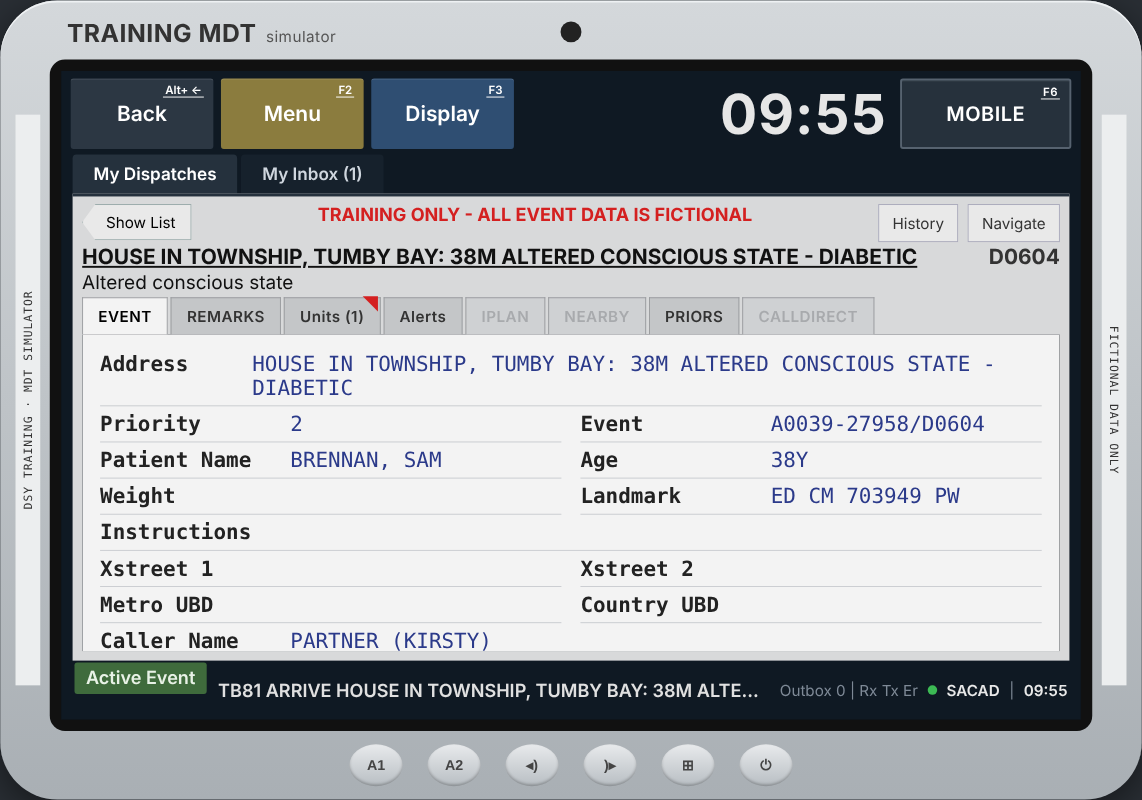 TRAINING MDT simulator
Back Alt+ ←
Menu F2
Display F3
09:55
MOBILE F6
My Dispatches
My Inbox (1)
Show List
TRAINING ONLY - ALL EVENT DATA IS FICTIONAL
History
Navigate
HOUSE IN TOWNSHIP, TUMBY BAY: 38M ALTERED CONSCIOUS STATE - DIABETIC D0604
Altered conscious state
EVENT REMARKS Units (1) Alerts IPLAN NEARBY PRIORS CALLDIRECT
Address HOUSE IN TOWNSHIP, TUMBY BAY: 38M ALTERED CONSCIOUS STATE -
DIABETIC
Priority 2 Event A0039-27958/D0604
Patient Name BRENNAN, SAM Age 38Y
Weight Landmark ED CM 703949 PW
Instructions
Xstreet 1 Xstreet 2
Metro UBD Country UBD
Caller Name PARTNER (KIRSTY)
Active Event
TB81 ARRIVE HOUSE IN TOWNSHIP, TUMBY BAY: 38M ALTE... Outbox 0 | Rx Tx Er SACAD | 09:55
A1 A2
DSY TRAINING · MDT SIMULATOR
FICTIONAL DATA ONLY